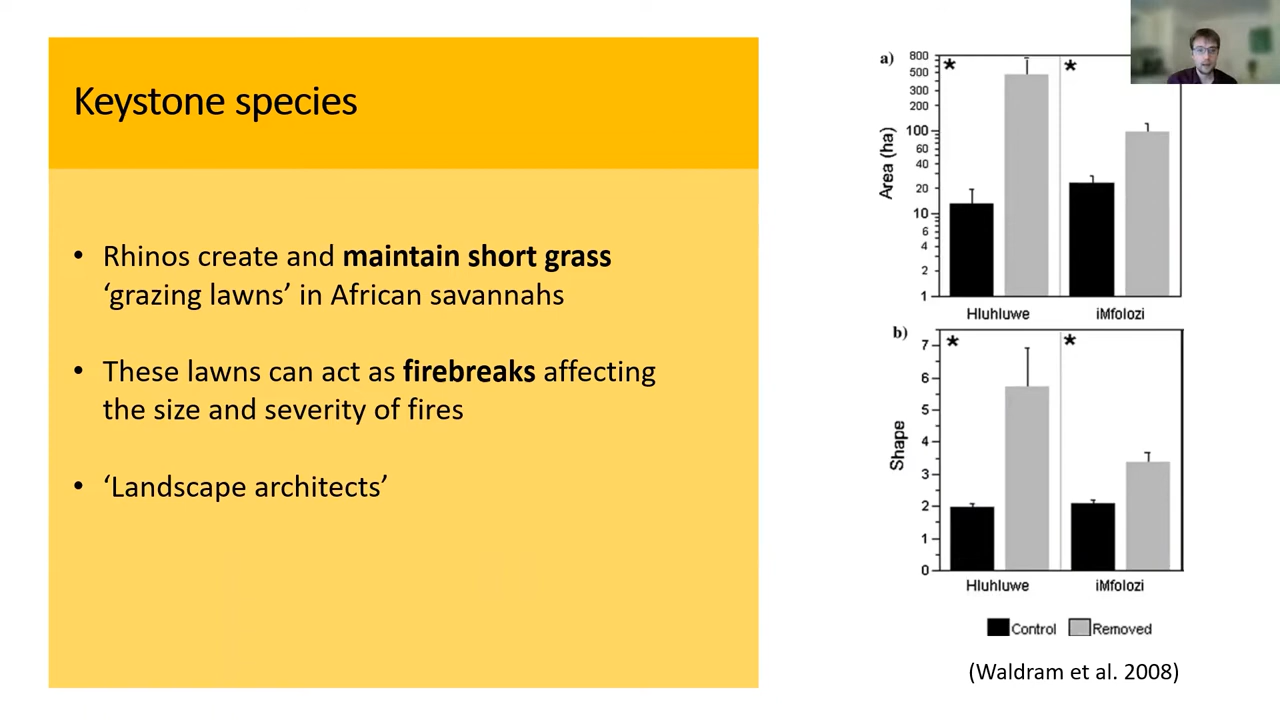 Keystone species
• Rhinos create and maintain short grass
‘grazing lawns’ in African savannahs
• These lawns can act as firebreaks affecting
the size and severity of fires
• ‘Landscape architects’
a)
800
500
300
200
100
60
40
20
10
6
4
2
1
Area (ha)
*
*
Hluhluwe
iMfolozi
b)
7
6
5
4
3
2
1
0
Shape
*
*
Hluhluwe
iMfolozi
Control
Removed
(Waldram et al. 2008)